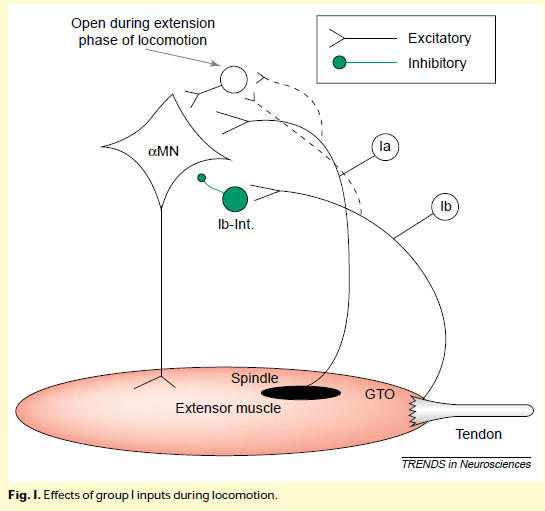 Open during extension
phase of locomotion
Excitatory
Inhibitory
αMN
Ia
Ib
Ib-Int.
Spindle
GTO
Extensor muscle
Tendon
TRENDS in Neurosciences
Fig. I. Effects of group I inputs during locomotion.